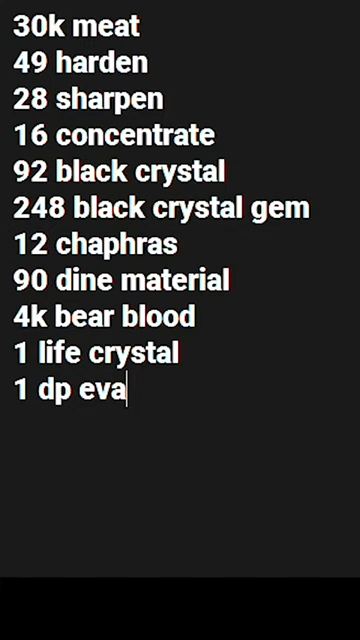 30k meat
49 harden
28 sharpen
16 concentrate
92 black crystal
248 black crystal gem
12 chaphras
90 dine material
4k bear blood
1 life crystal
1 dp eva